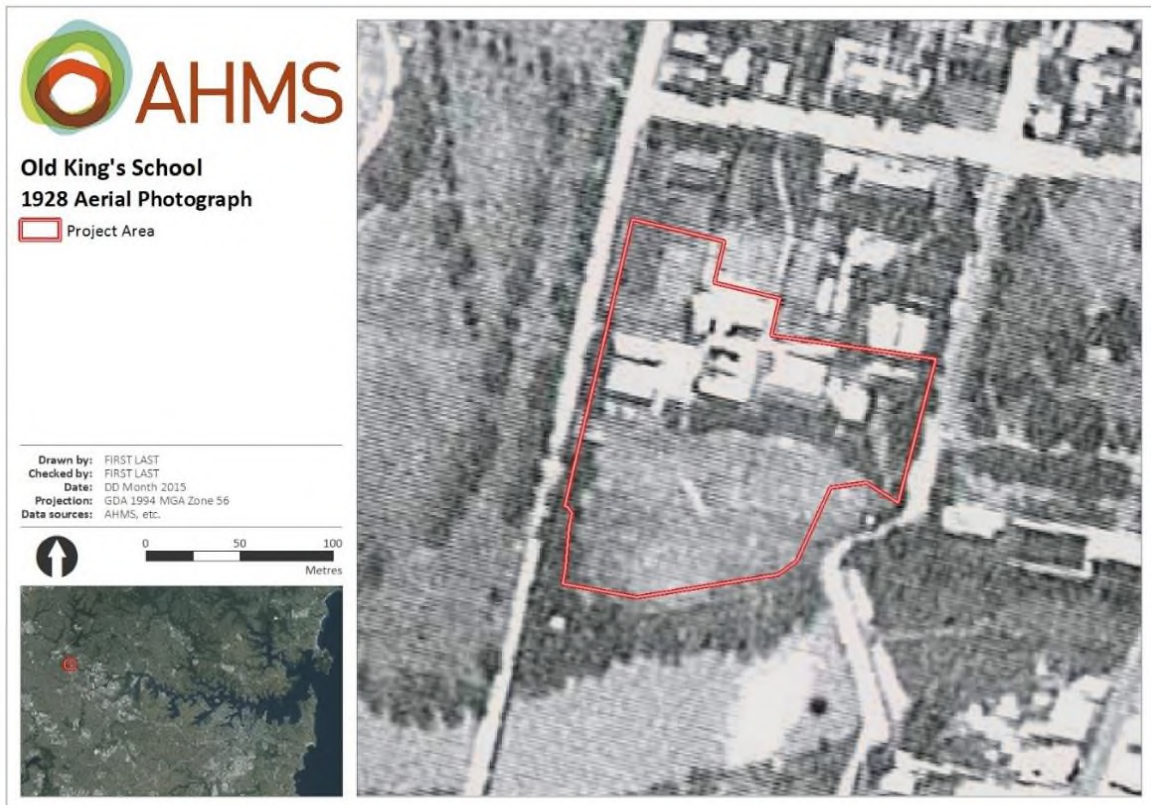 AHMS
Old King's School
1928 Aerial Photograph
Project Area
Drawn by: FIRST LAST
Checked by: FIRST LAST
Date: DD Month 2015
Projection: GDA 1994 MGA Zone 56
Data sources: AHMS, etc.
0 50 100
Metres